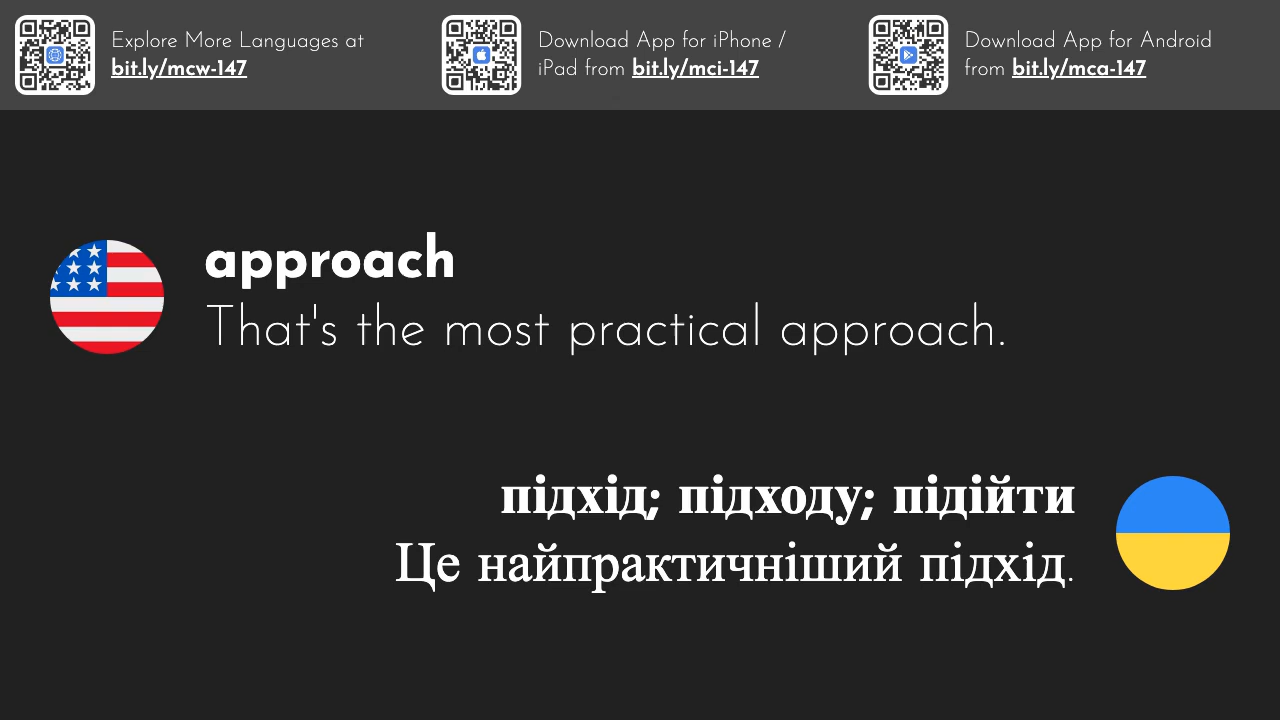 Explore More Languages at
bit.ly/mcw-147
Download App for iPhone /
iPad from bit.ly/mci-147
Download App for Android
from bit.ly/mca-147
approach
That's the most practical approach.
підхід; підходу; підійти
Це найпрактичніший підхід.